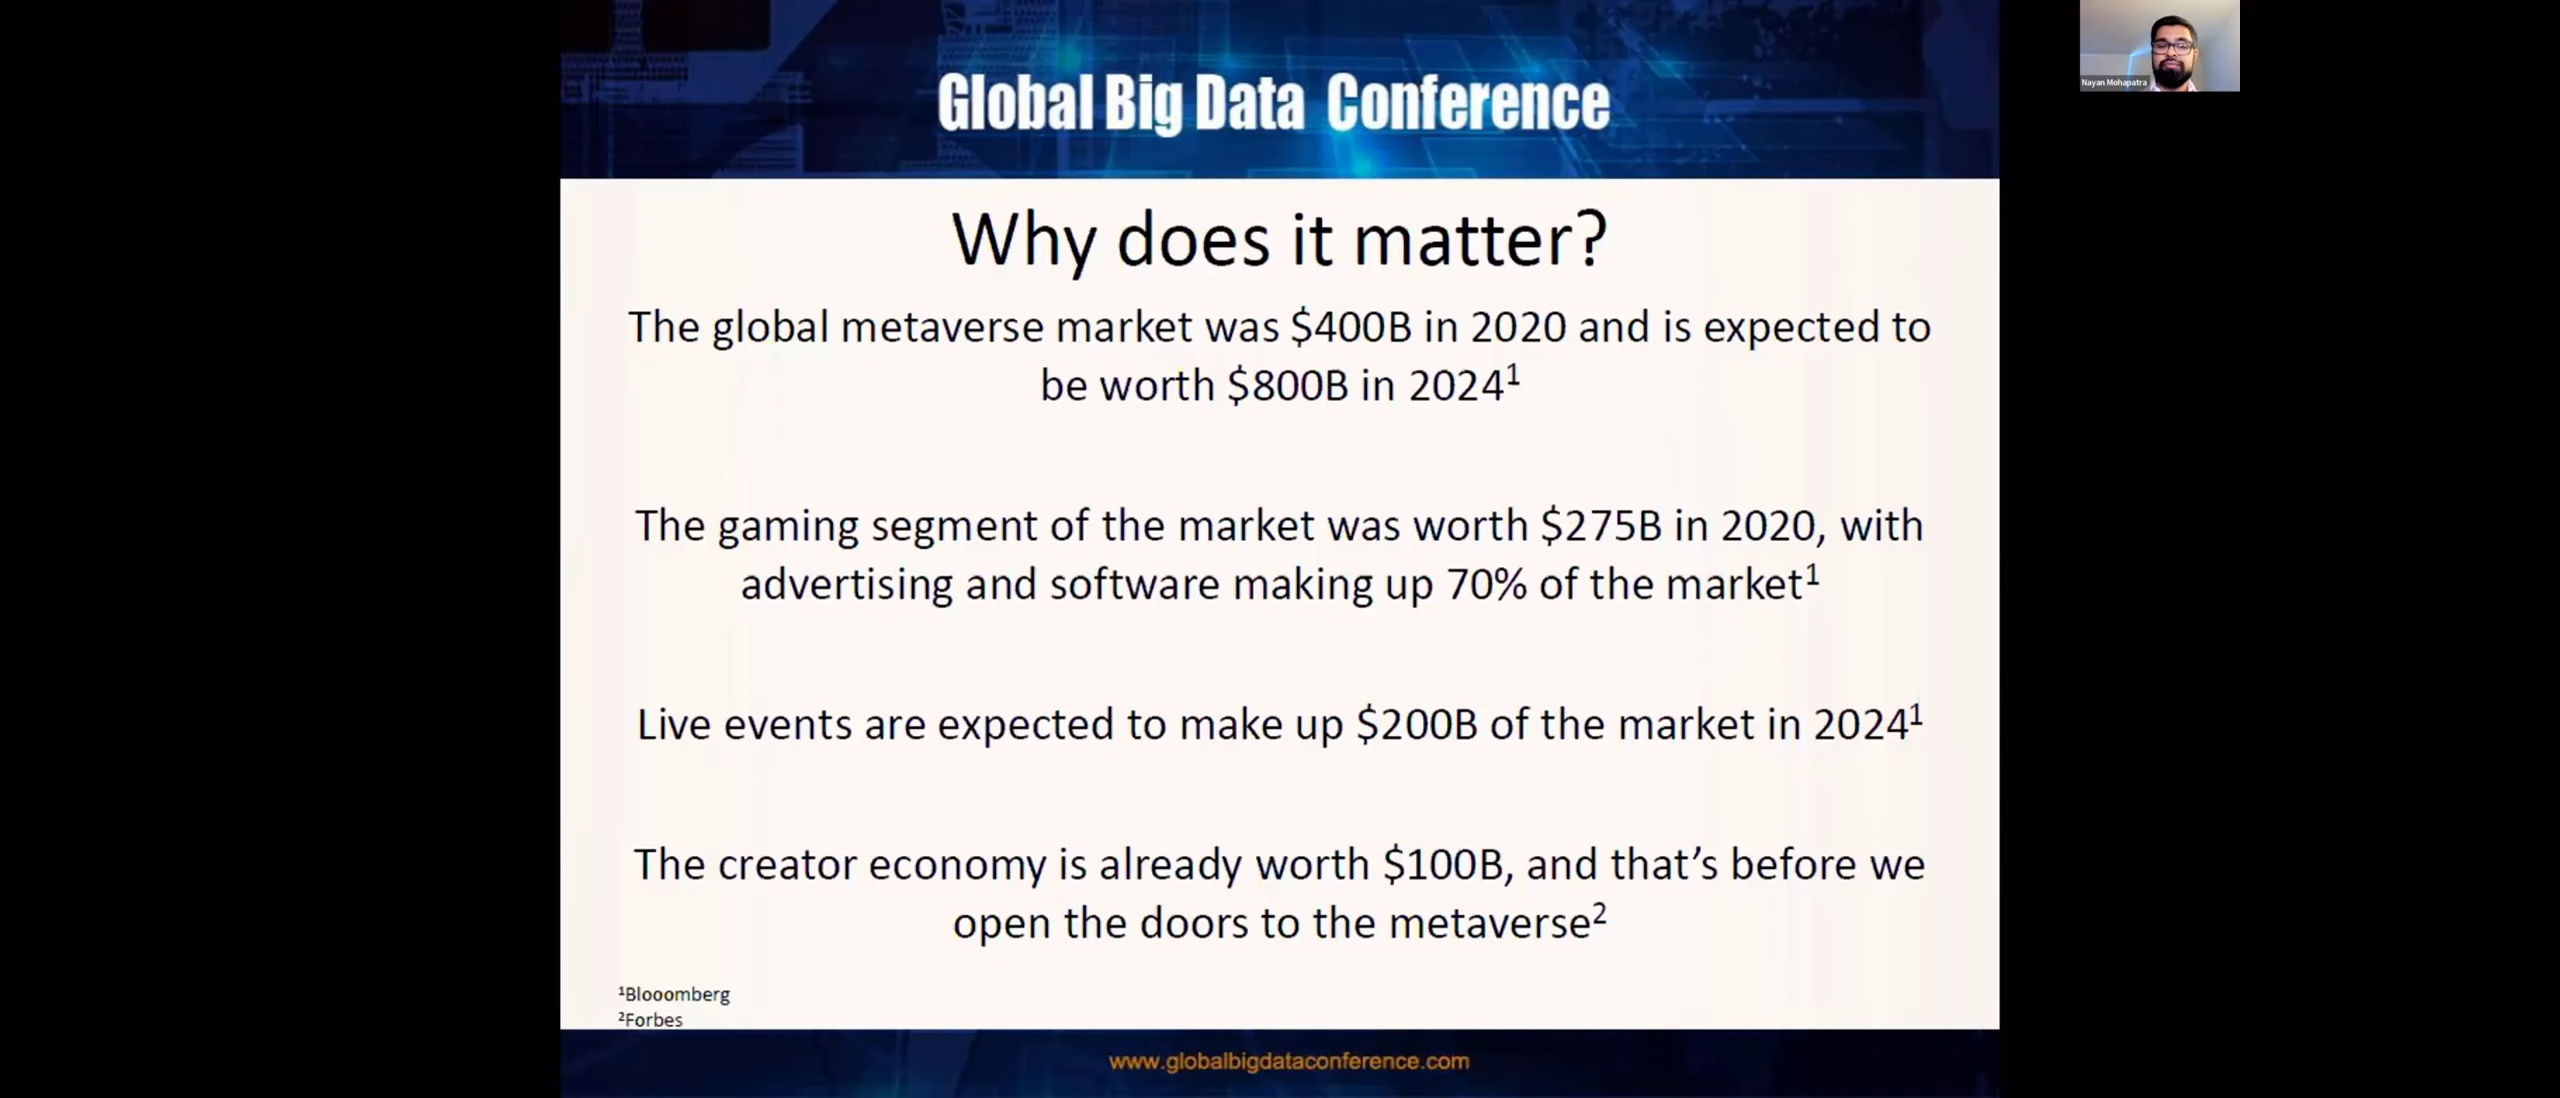 Global Big Data Conference
Nayan Mohapatra
Why does it matter?
The global metaverse market was $400B in 2020 and is expected to
be worth $800B in 2024¹
The gaming segment of the market was worth $275B in 2020, with
advertising and software making up 70% of the market¹
Live events are expected to make up $200B of the market in 2024¹
The creator economy is already worth $100B, and that’s before we
open the doors to the metaverse²
¹Blooomberg
²Forbes
www.globalbigdataconference.com